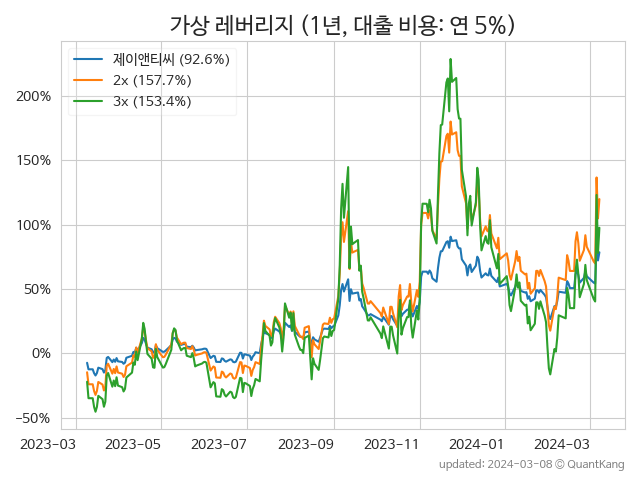 가상 레버리지 (1년, 대출 비용: 연 5%)
제이앤티씨 (92.6%)
2x (157.7%)
3x (153.4%)
200%
150%
100%
50%
0%
−50%
2023-03 2023-05 2023-07 2023-09 2023-11 2024-01 2024-03
updated: 2024-03-08 © QuantKang